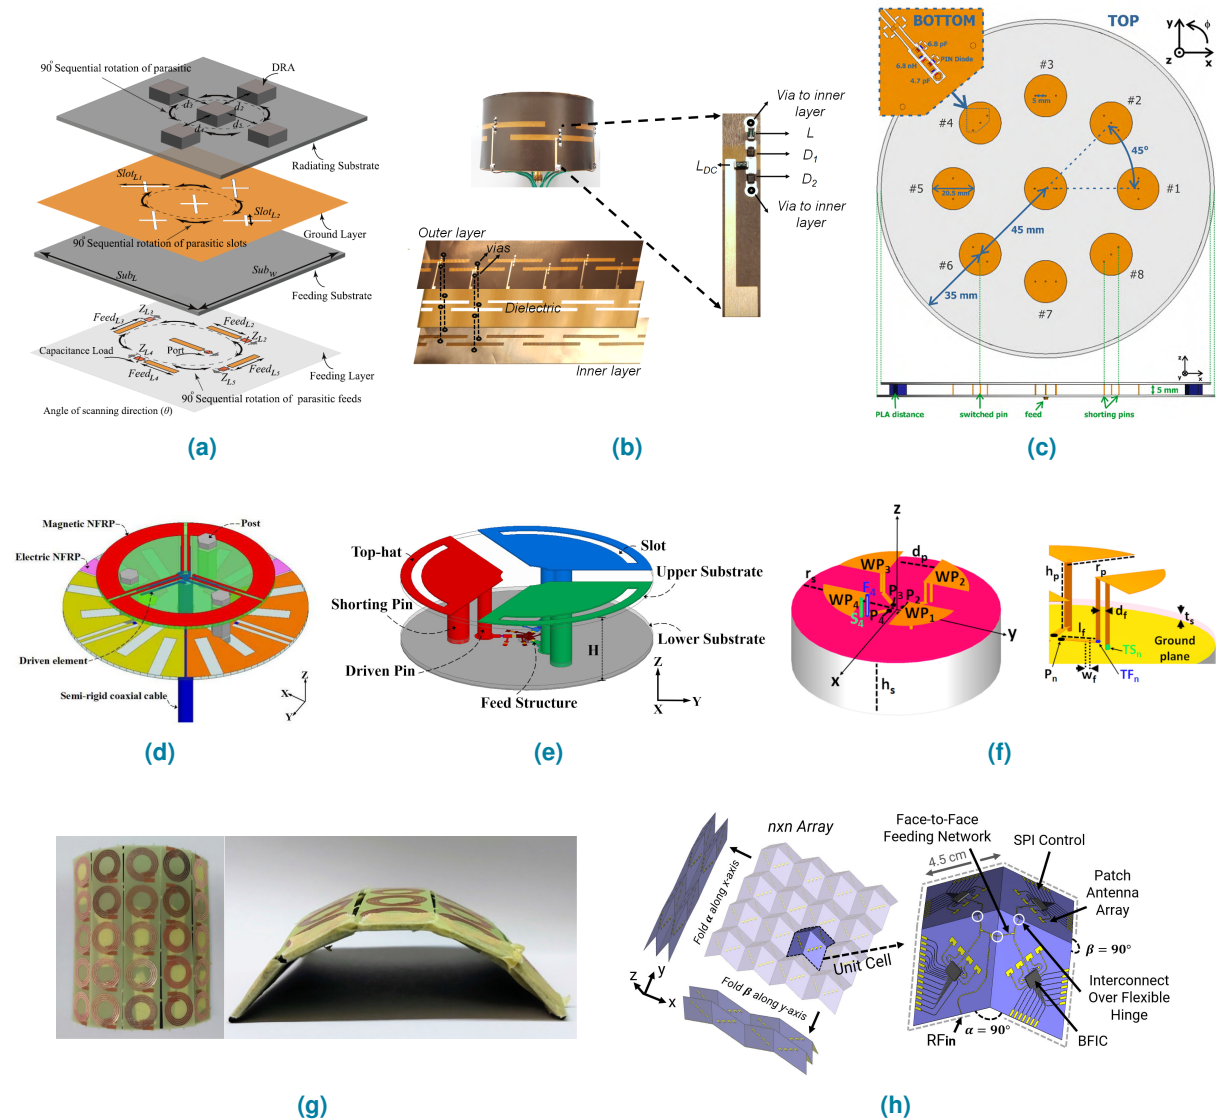 90° Sequential rotation of parasitic
DRA
d3
d2
d4
d5
Radiating Substrate
SlotL1
SlotL2
90° Sequential rotation of parasitic slots
Ground Layer
SubL
SubW
Feeding Substrate
ZL3
FeedL3
FeedL2
ZL2
Capacitance Load
ZL4
Port
FeedL4
ZL5
FeedL5
Feeding Layer
90° Sequential rotation of parasitic feeds
Angle of scanning direction (θ)
(a)
Via to inner
layer
L
D1
LDC
D2
Via to inner
layer
Outer layer
vias
Dielectric
Inner layer
(b)
BOTTOM
TOP
6.8 pF
PIN Diode
6.8 nH
4.7 pF
y
ϕ
z
x
#3
5 mm
#2
#4
45°
#5
20.5 mm
#1
45 mm
#6
#8
35 mm
#7
z
y
x
5 mm
PLA distance
switched pin
feed
shorting pins
(c)
Magnetic NFRP
Post
Electric NFRP
Driven element
Semi-rigid coaxial cable
Z
X
Y
(d)
Top-hat
Slot
Upper Substrate
Shorting Pin
Lower Substrate
H
Driven Pin
Feed Structure
Z
X
Y
(e)
z
dp
WP3
WP2
rs
F4
P3
P2
WP4
S4
P4
WP1
y
x
hs
hp
rp
df
ts
lf
Ground
plane
Pn
wf
TSn
TFn
(f)
(g)
nxn Array
Face-to-Face
Feeding Network
SPI Control
4.5 cm
Patch
Antenna
Array
Fold α along x-axis
β = 90°
Unit Cell
z
y
x
Fold β along y-axis
Interconnect
Over Flexible
Hinge
RFin
α = 90°
BFIC
(h)